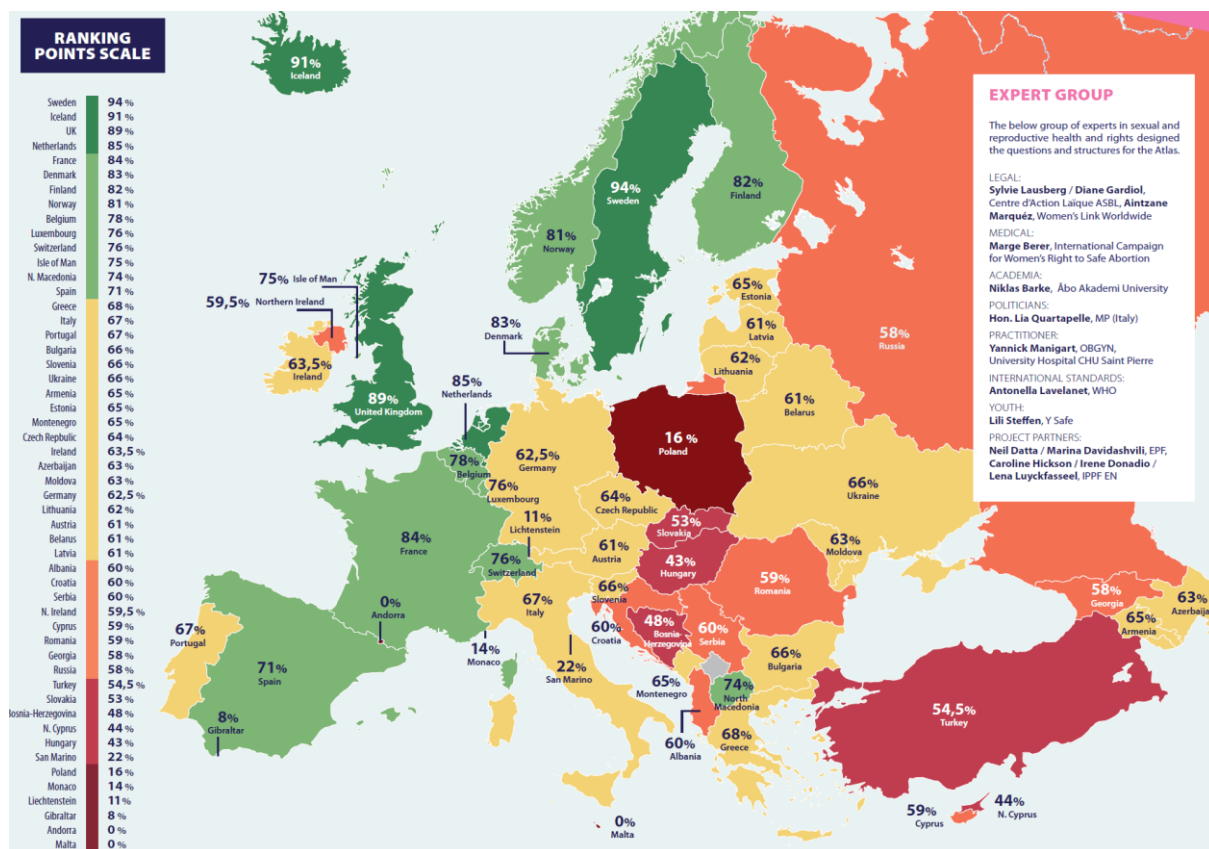 RANKING
POINTS SCALE
Sweden 94 %
Iceland 91 %
UK 89 %
Netherlands 85 %
France 84 %
Denmark 83 %
Finland 82 %
Norway 81 %
Belgium 78 %
Luxembourg 76 %
Switzerland 76 %
Isle of Man 75 %
N. Macedonia 74 %
Spain 71 %
Greece 68 %
Italy 67 %
Portugal 67 %
Bulgaria 66 %
Slovenia 66 %
Ukraine 66 %
Armenia 65 %
Estonia 65 %
Montenegro 65 %
Czech Repbulic 64 %
Ireland 63,5 %
Azerbaijan 63 %
Moldova 63 %
Germany 62,5 %
Lithuania 62 %
Austria 61 %
Belarus 61 %
Latvia 61 %
Albania 60 %
Croatia 60 %
Serbia 60 %
N. Ireland 59,5 %
Cyprus 59 %
Romania 59 %
Georgia 58 %
Russia 58 %
Turkey 54,5 %
Slovakia 53 %
Bosnia-Herzegovina 48 %
N. Cyprus 44 %
Hungary 43 %
San Marino 22 %
Poland 16 %
Monaco 14 %
Liechtenstein 11 %
Gibraltar 8 %
Andorra 0 %
Malta 0 %
91%
Iceland
94%
Sweden
82%
Finland
81%
Norway
75% Isle of Man
59,5% Northern Ireland
63,5%
Ireland
89%
United Kingdom
83%
Denmark
85%
Netherlands
65%
Estonia
61%
Latvia
62%
Lithuania
61%
Belarus
58%
Russia
16 %
Poland
62,5%
Germany
78%
Belgium
76%
Luxembourg
64%
Czech Republic
66%
Ukraine
53%
Slovakia
11%
Lichtenstein
61%
Austria
43%
Hungary
63%
Moldova
84%
France
76%
Switzerland
59%
Romania
66%
Slovenia
67%
Italy
60%
Croatia
48%
Bosnia-
Herzegovina
60%
Serbia
0%
Andorra
14%
Monaco
22%
San Marino
65%
Montenegro
74%
North
Macedonia
66%
Bulgaria
67%
Portugal
71%
Spain
8%
Gibraltar
60%
Albania
68%
Greece
0%
Malta
54,5%
Turkey
59%
Cyprus
44%
N. Cyprus
58%
Georgia
65%
Armenia
63%
Azerbaija
EXPERT GROUP
The below group of experts in sexual and
reproductive health and rights designed
the questions and structures for the Atlas.
LEGAL:
Sylvie Lausberg / Diane Gardiol,
Centre d'Action Laïque ASBL, Aintzane
Marquéz, Women's Link Worldwide
MEDICAL:
Marge Berer, International Campaign
for Women's Right to Safe Abortion
ACADEMIA:
Niklas Barke, Åbo Akademi University
POLITICIANS:
Hon. Lia Quartapelle, MP (Italy)
PRACTITIONER:
Yannick Manigart, OBGYN,
University Hospital CHU Saint Pierre
INTERNATIONAL STANDARDS:
Antonella Lavelanet, WHO
YOUTH:
Lili Steffen, Y Safe
PROJECT PARTNERS:
Neil Datta / Marina Davidashvili, EPF,
Caroline Hickson / Irene Donadio /
Lena Luyckfasseel, IPPF EN